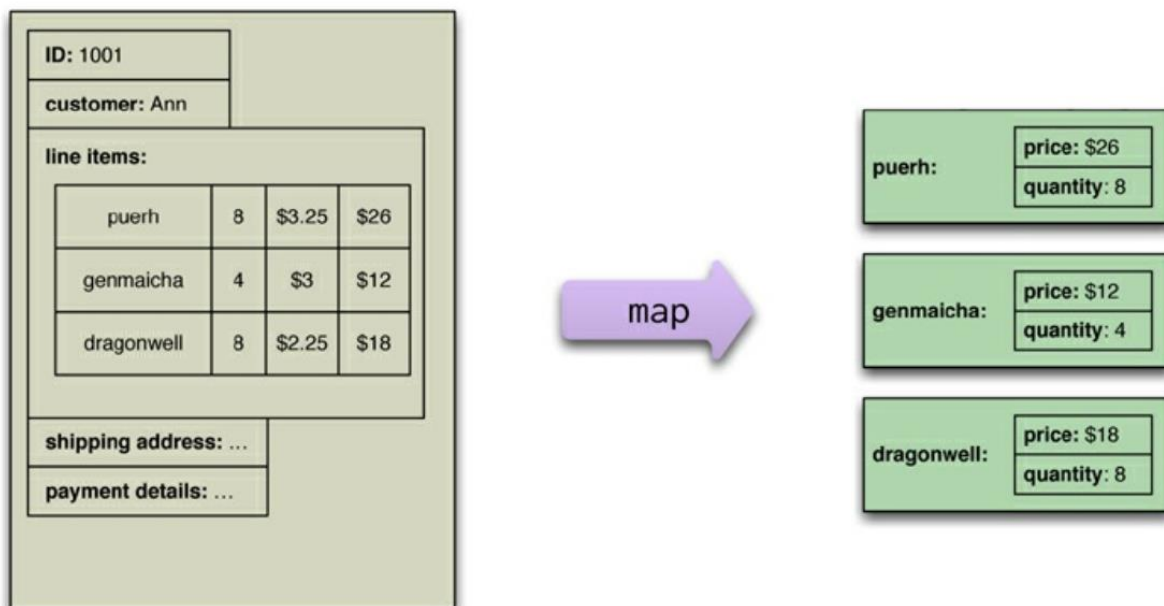 ID: 1001
customer: Ann
line items:
puerh 8 $3.25 $26
genmaicha 4 $3 $12
dragonwell 8 $2.25 $18
shipping address: ...
payment details: ...
map
puerh:
price: $26
quantity: 8
genmaicha:
price: $12
quantity: 4
dragonwell:
price: $18
quantity: 8